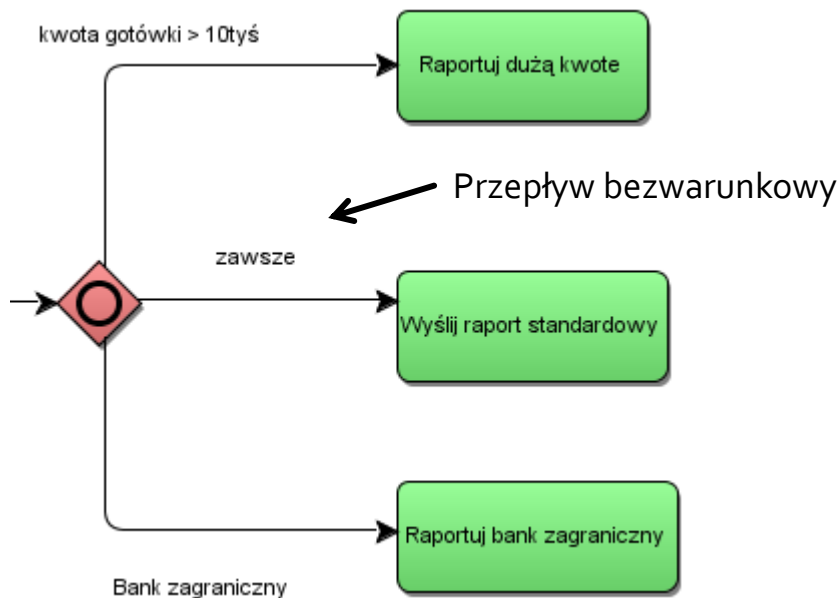 kwota gotówki > 10tyś
Raportuj dużą kwote
Przepływ bezwarunkowy
zawsze
Wyślij raport standardowy
Raportuj bank zagraniczny
Bank zagraniczny